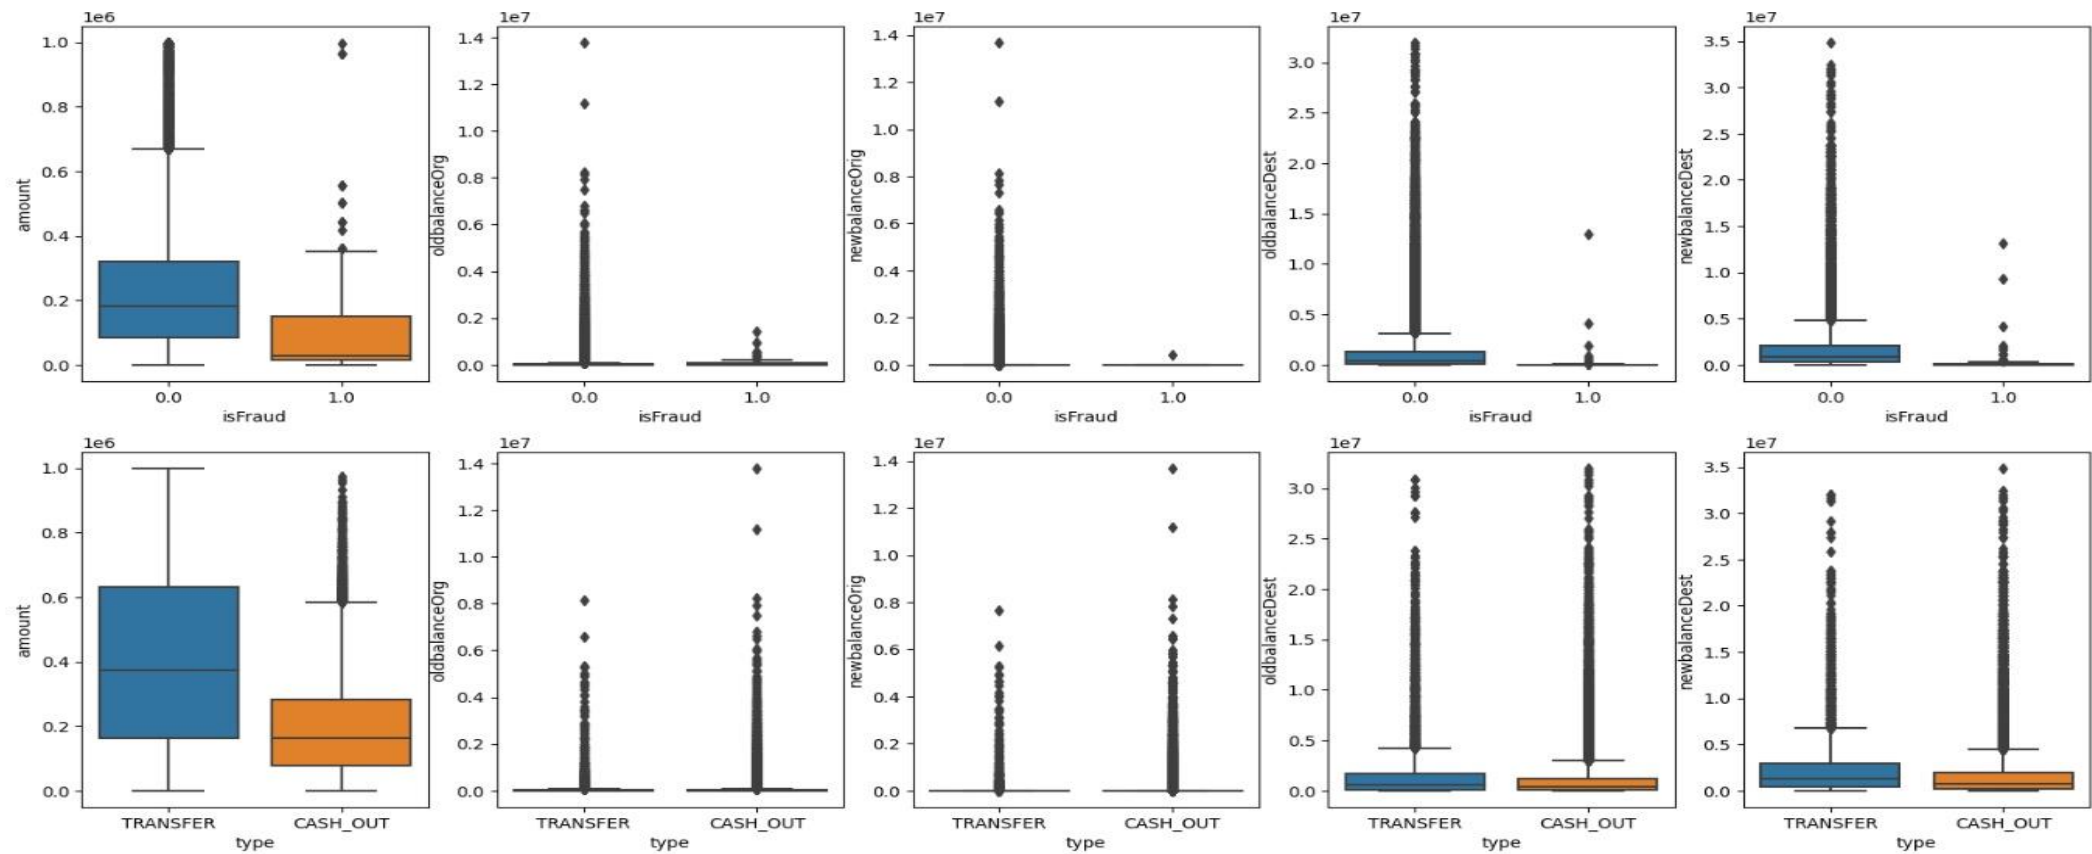 1e6
1.0
0.8
0.6
0.4
0.2
0.0
amount
0.0 1.0
isFraud
1e7
1.4
1.2
1.0
0.8
0.6
0.4
0.2
0.0
oldbalanceOrg
0.0 1.0
isFraud
1e7
1.4
1.2
1.0
0.8
0.6
0.4
0.2
0.0
newbalanceOrig
0.0 1.0
isFraud
1e7
3.0
2.5
2.0
1.5
1.0
0.5
0.0
oldbalanceDest
0.0 1.0
isFraud
1e7
3.5
3.0
2.5
2.0
1.5
1.0
0.5
0.0
newbalanceDest
0.0 1.0
isFraud
1e6
1.0
0.8
0.6
0.4
0.2
0.0
amount
TRANSFER CASH_OUT
type
1e7
1.4
1.2
1.0
0.8
0.6
0.4
0.2
0.0
oldbalanceOrg
TRANSFER CASH_OUT
type
1e7
1.4
1.2
1.0
0.8
0.6
0.4
0.2
0.0
newbalanceOrig
TRANSFER CASH_OUT
type
1e7
3.0
2.5
2.0
1.5
1.0
0.5
0.0
oldbalanceDest
TRANSFER CASH_OUT
type
1e7
3.5
3.0
2.5
2.0
1.5
1.0
0.5
0.0
newbalanceDest
TRANSFER CASH_OUT
type